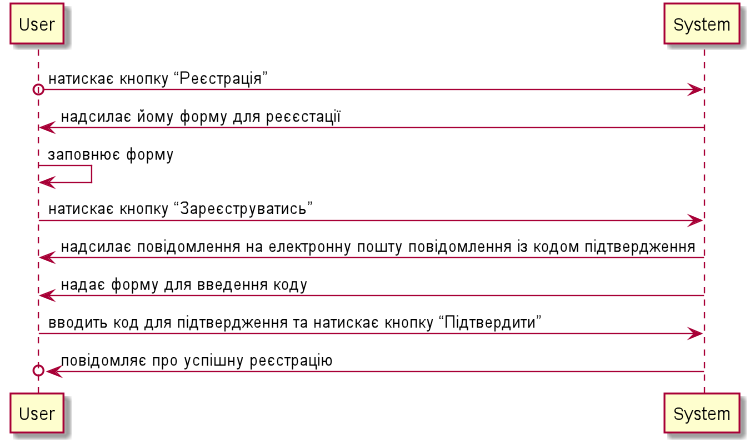 User System
натискає кнопку “Реєстрація”
надсилає йому форму для реєєстації
заповнює форму
натискає кнопку “Зареєструватись”
надсилає повідомлення на електронну пошту повідомлення із кодом підтвердження
надає форму для введення коду
вводить код для підтвердження та натискає кнопку “Підтвердити”
повідомляє про успішну реєстрацію
User System